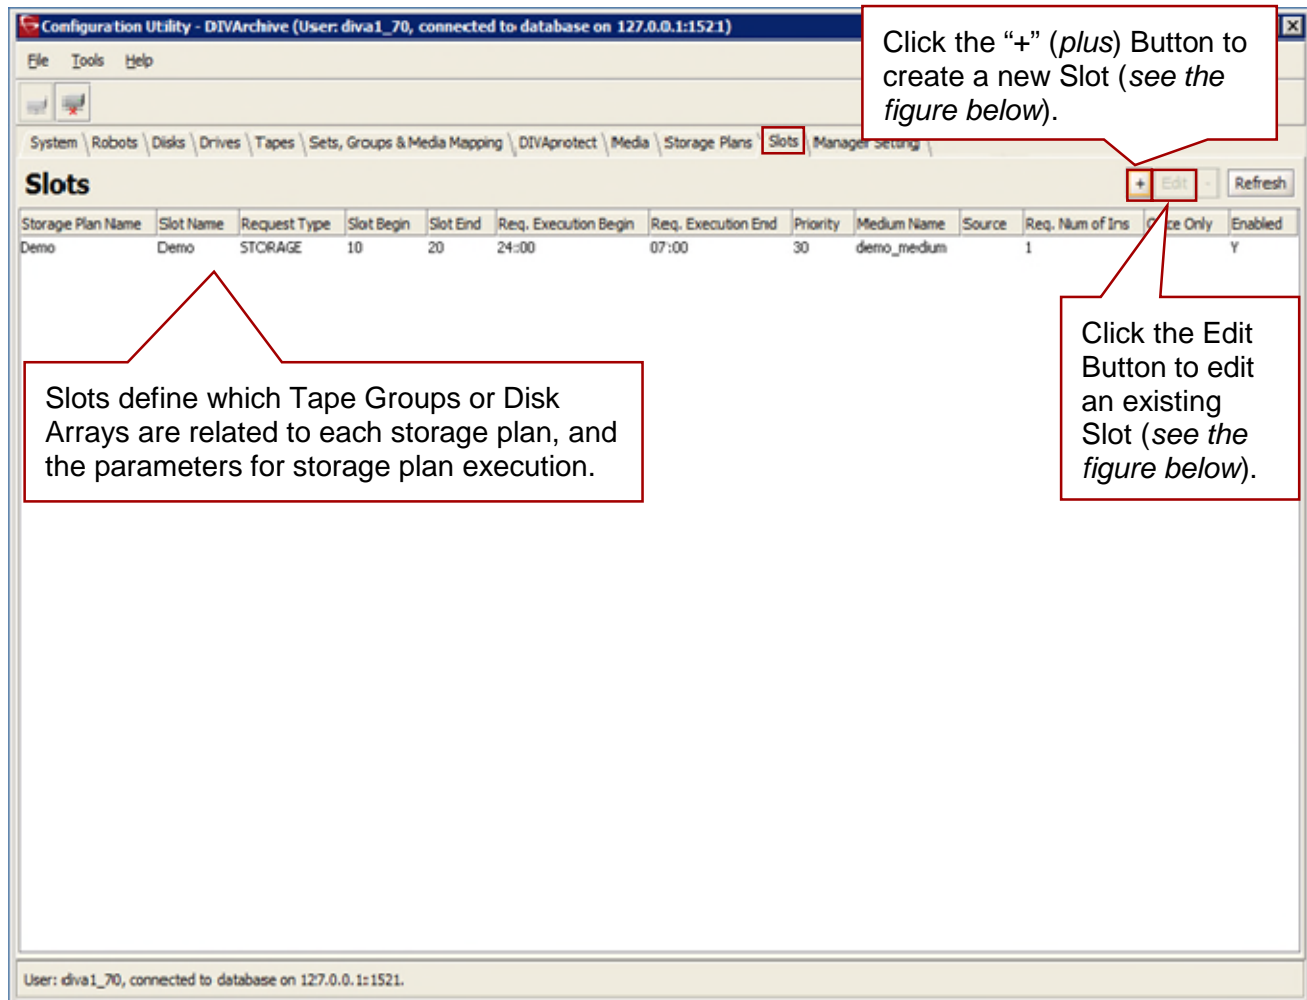 Configuration Utility - DIVArchive (User: diva1_70, connected to database on 127.0.0.1:1521)
Click the “+” (plus) Button to
create a new Slot (see the
figure below).
File Tools Help
System Robots Disks Drives Tapes Sets, Groups & Media Mapping DIVAprotect Media Storage Plans Slots Manager Setting
Slots
+ Edit - Refresh
Storage Plan Name Slot Name Request Type Slot Begin Slot End Req. Execution Begin Req. Execution End Priority Medium Name Source Req. Num of Ins Only Enabled
Demo Demo STORAGE 10 20 24:00 07:00 30 demo_medium 1 Y
Slots define which Tape Groups or Disk
Arrays are related to each storage plan, and
the parameters for storage plan execution.
Click the Edit
Button to edit
an existing
Slot (see the
figure below).
User: diva1_70, connected to database on 127.0.0.1:1521.